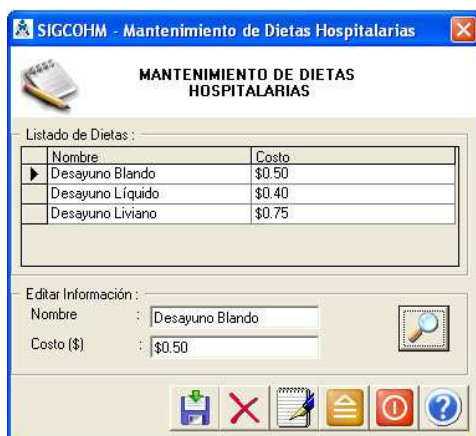 SIGCOHM - Mantenimiento de Dietas Hospitalarias
MANTENIMIENTO DE DIETAS
HOSPITALARIAS
Listado de Dietas :
Nombre Costo
Desayuno Blando $0.50
Desayuno Líquido $0.40
Desayuno Liviano $0.75
Editar Información :
Nombre : Desayuno Blando
Costo ($) : $0.50